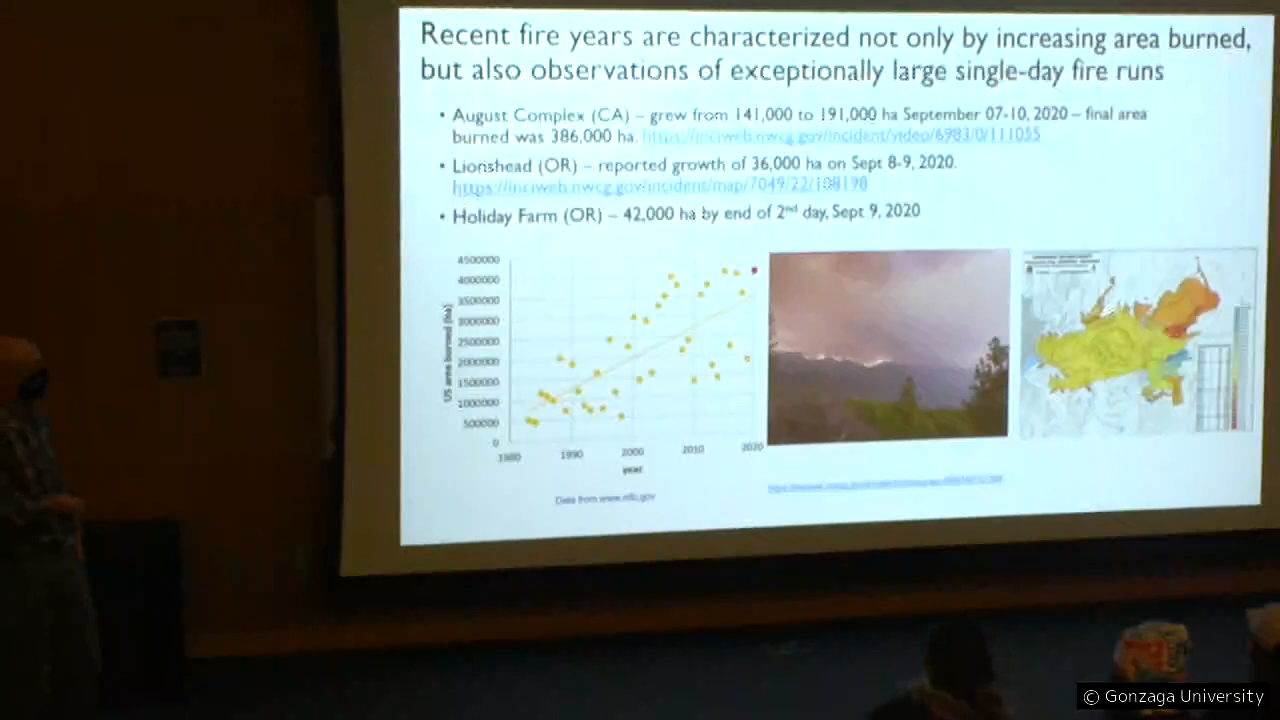 Recent fire years are characterized not only by increasing area burned,
but also observations of exceptionally large single-day fire runs
• August Complex (CA) – grew from 141,000 to 191,000 ha September 07-10, 2020 – final area
burned was 386,000 ha. https://inciweb.nwcg.gov/incident/video/6983/0/111055
• Lionshead (OR) – reported growth of 36,000 ha on Sept 8-9, 2020.
https://inciweb.nwcg.gov/incident/map/7049/22/108198
• Holiday Farm (OR) – 42,000 ha by end of 2nd day, Sept 9, 2020
US area burned (ha)
4500000
4000000
3500000
3000000
2500000
2000000
1500000
1000000
500000
0
1980 1990 2000 2010 2020
year
Data from www.nifc.gov
© Gonzaga University